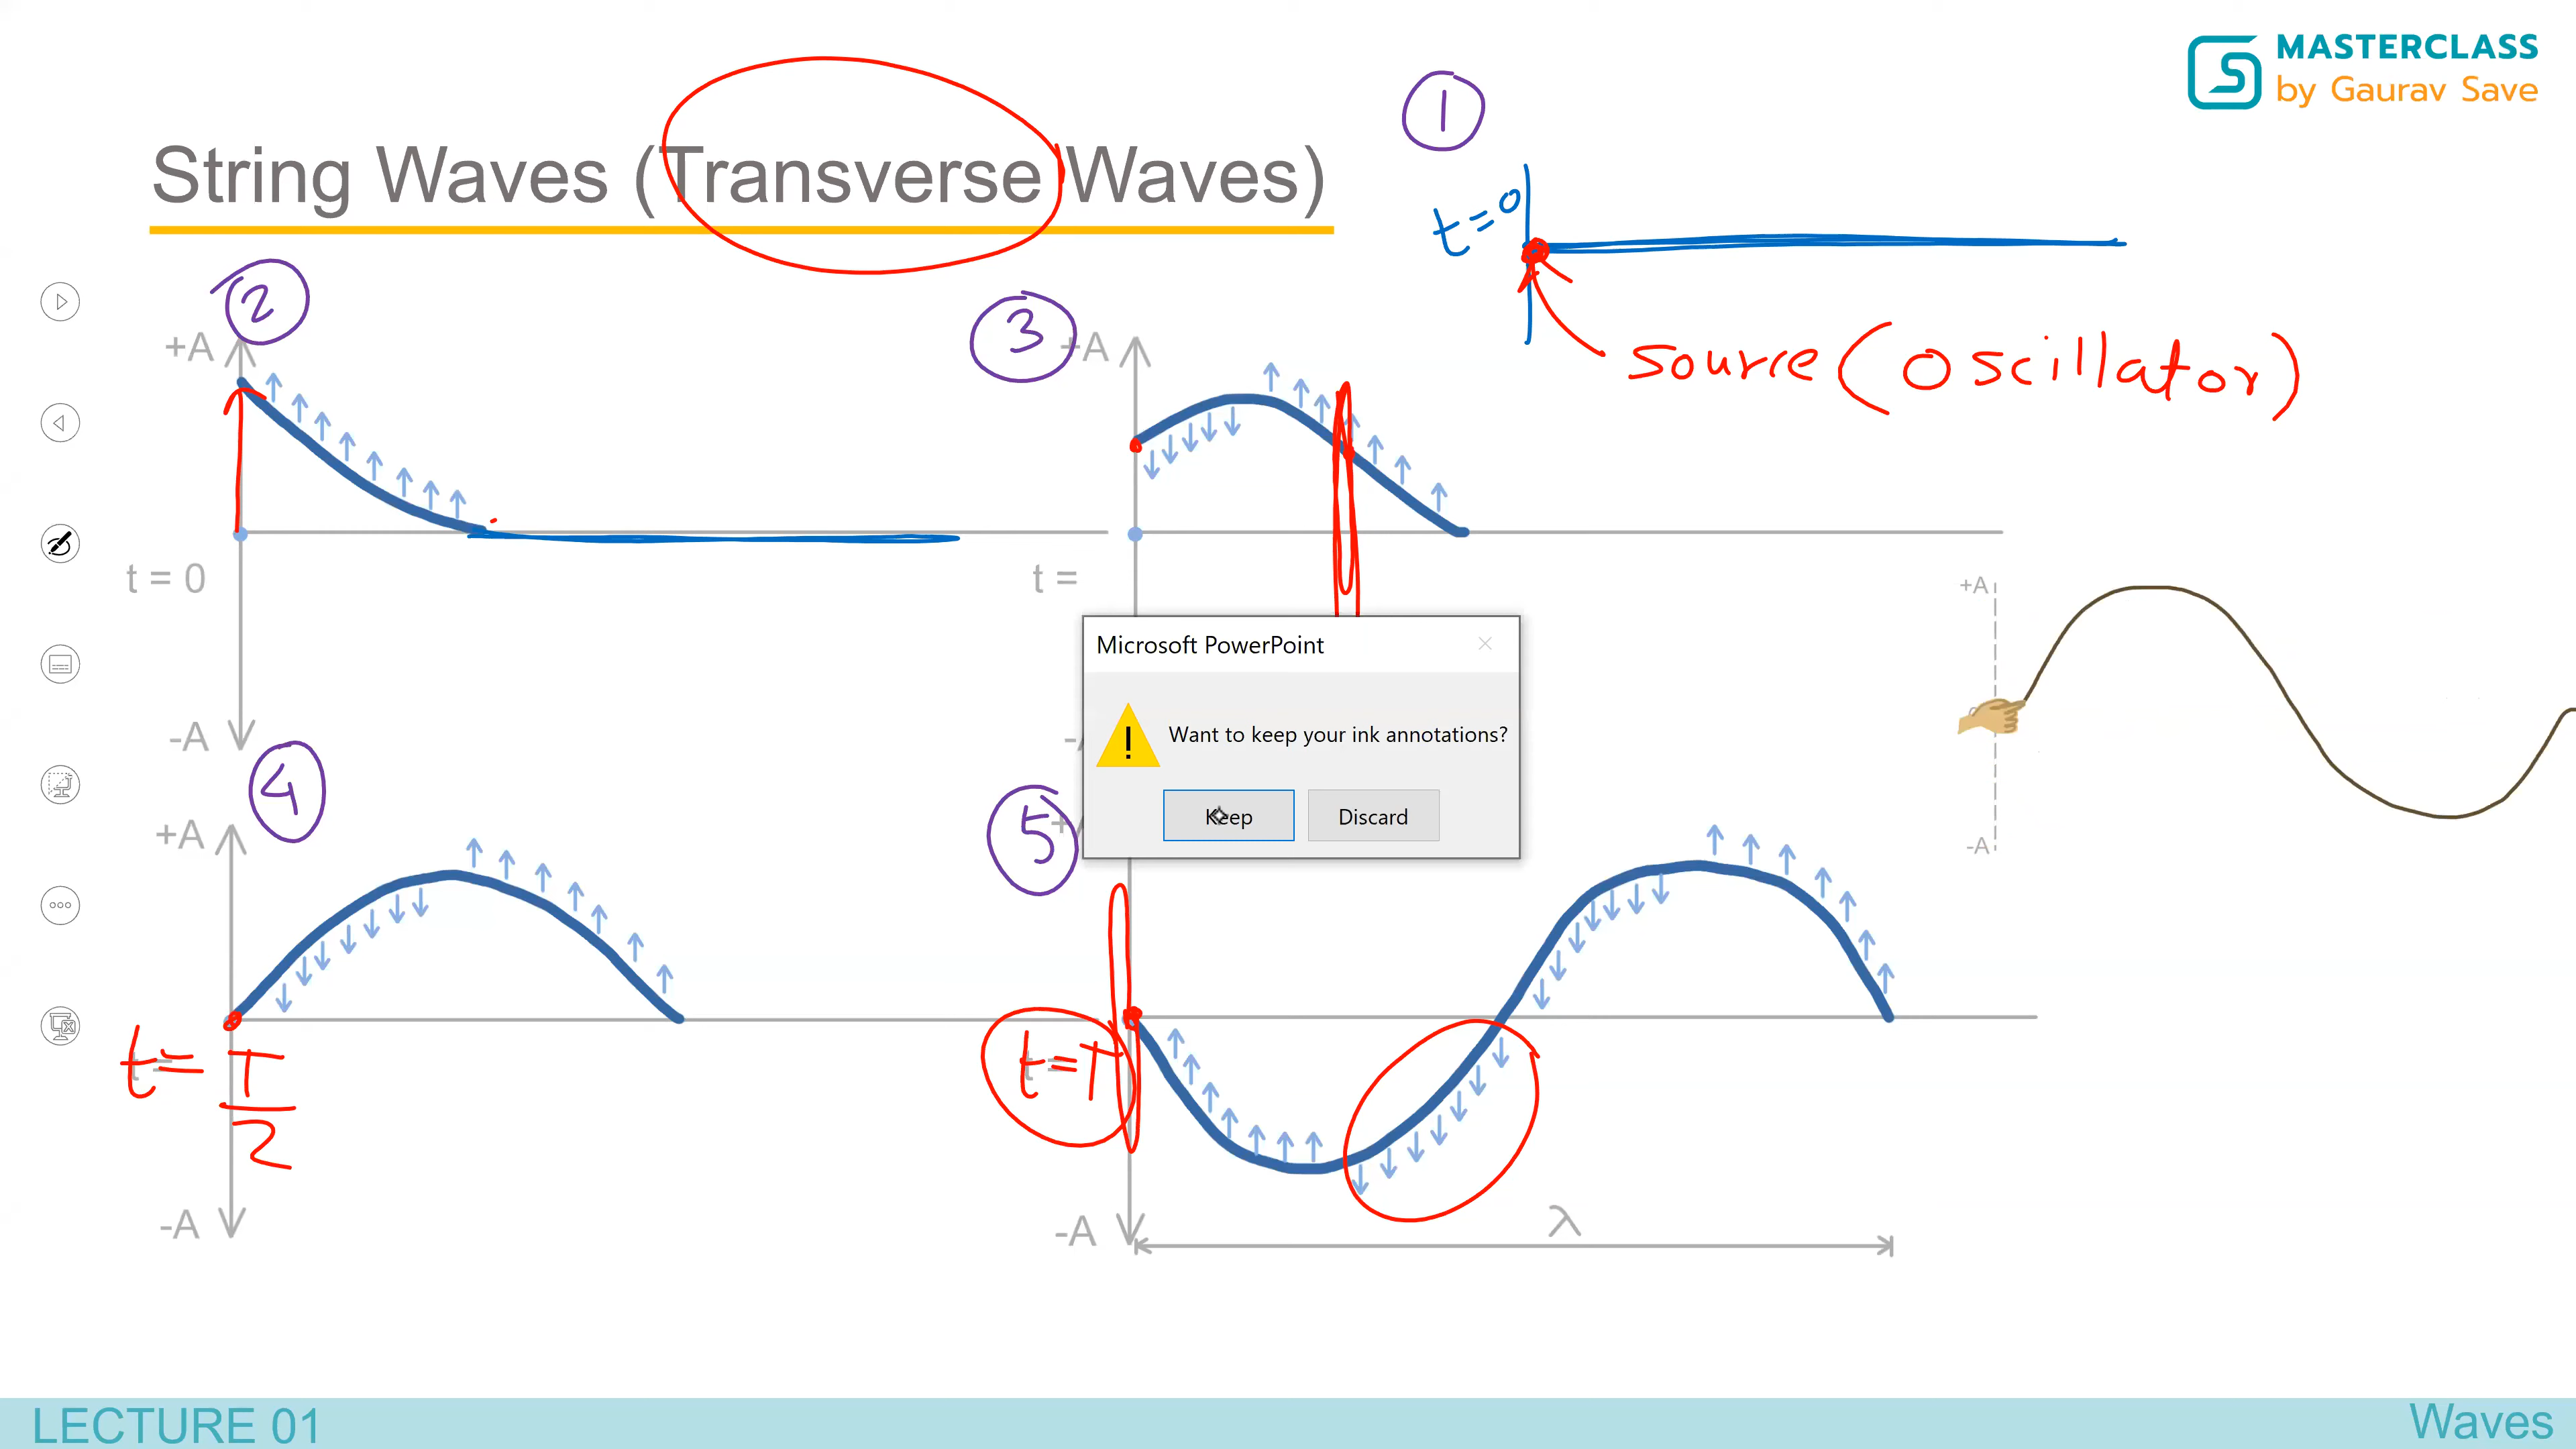 MASTERCLASS
by Gaurav Save
1
String Waves (Transverse Waves)
t=0
source (oscillator)
2
+A
3
+A
t = 0
t =
-A
+A
-A
Microsoft PowerPoint
Want to keep your ink annotations?
Keep
Discard
4
+A
5
t= T/2
t=T
-A
-A
λ
LECTURE 01
Waves